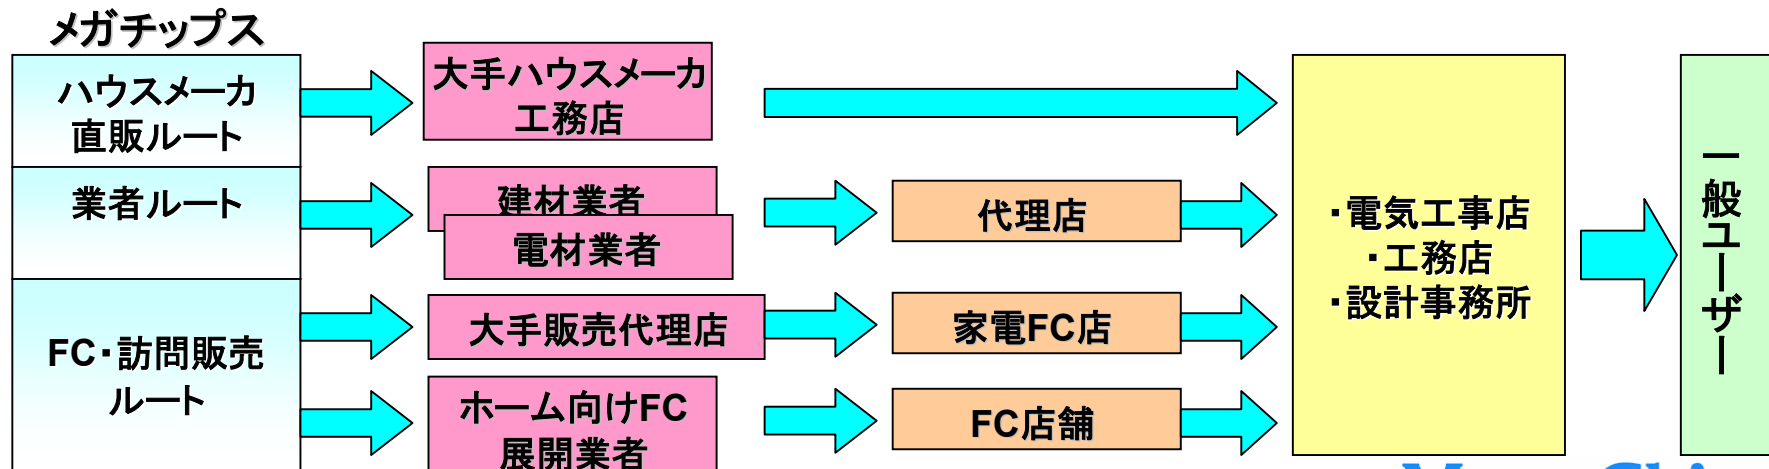 メガチップス
ハウスメーカ
直販ルート
大手ハウスメーカ
工務店
業者ルート
建材業者
電材業者
代理店
FC・訪問販売
ルート
大手販売代理店
家電FC店
ホーム向けFC
展開業者
FC店舗
・電気工事店
・工務店
・設計事務所
一般ユーザー